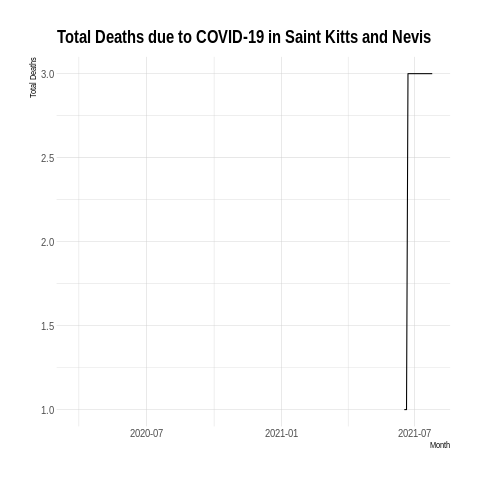 Total Deaths due to COVID-19 in Saint Kitts and Nevis
Total Deaths
3.0
2.5
2.0
1.5
1.0
2020-07
2021-01
2021-07
Month